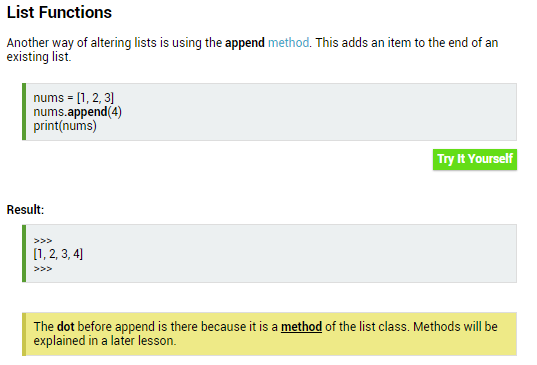 List Functions
Another way of altering lists is using the append method. This adds an item to the end of an
existing list.
nums = [1, 2, 3]
nums.append(4)
print(nums)
Try It Yourself
Result:
>>>
[1, 2, 3, 4]
>>>
The dot before append is there because it is a method of the list class. Methods will be
explained in a later lesson.